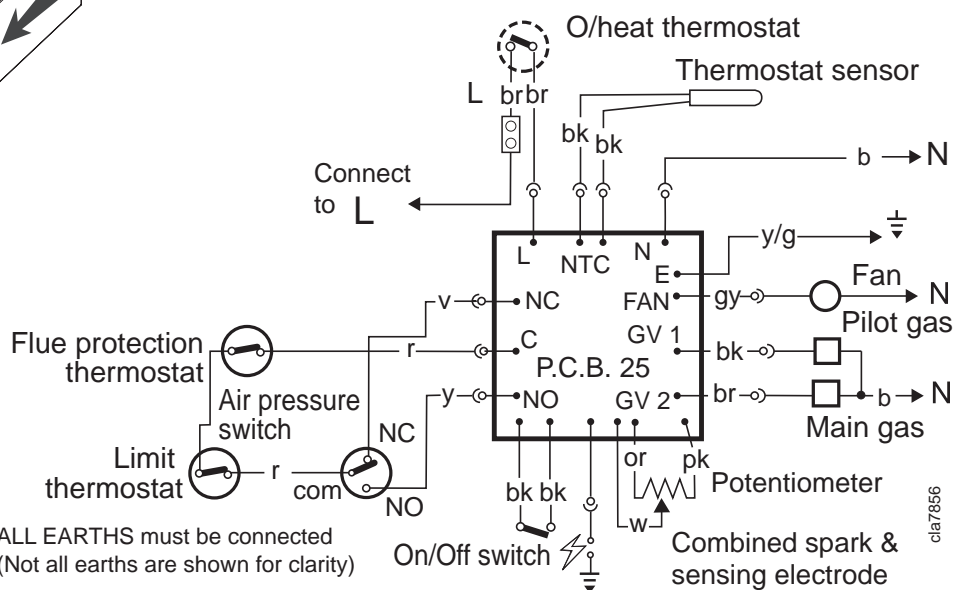 O/heat thermostat
Thermostat sensor
L br br
bk bk
b N
Connect
to L
y/g
L NTC N
E
Fan
v NC FAN gy N
Pilot gas
Flue protection
thermostat
r C GV 1 bk
P.C.B. 25
y NO GV 2 br b N
Main gas
Air pressure
switch
NC
Limit
thermostat
r com
NO
or pk
bk bk
w
Potentiometer
On/Off switch
Combined spark &
sensing electrode
ALL EARTHS must be connected
(Not all earths are shown for clarity)
cla7856